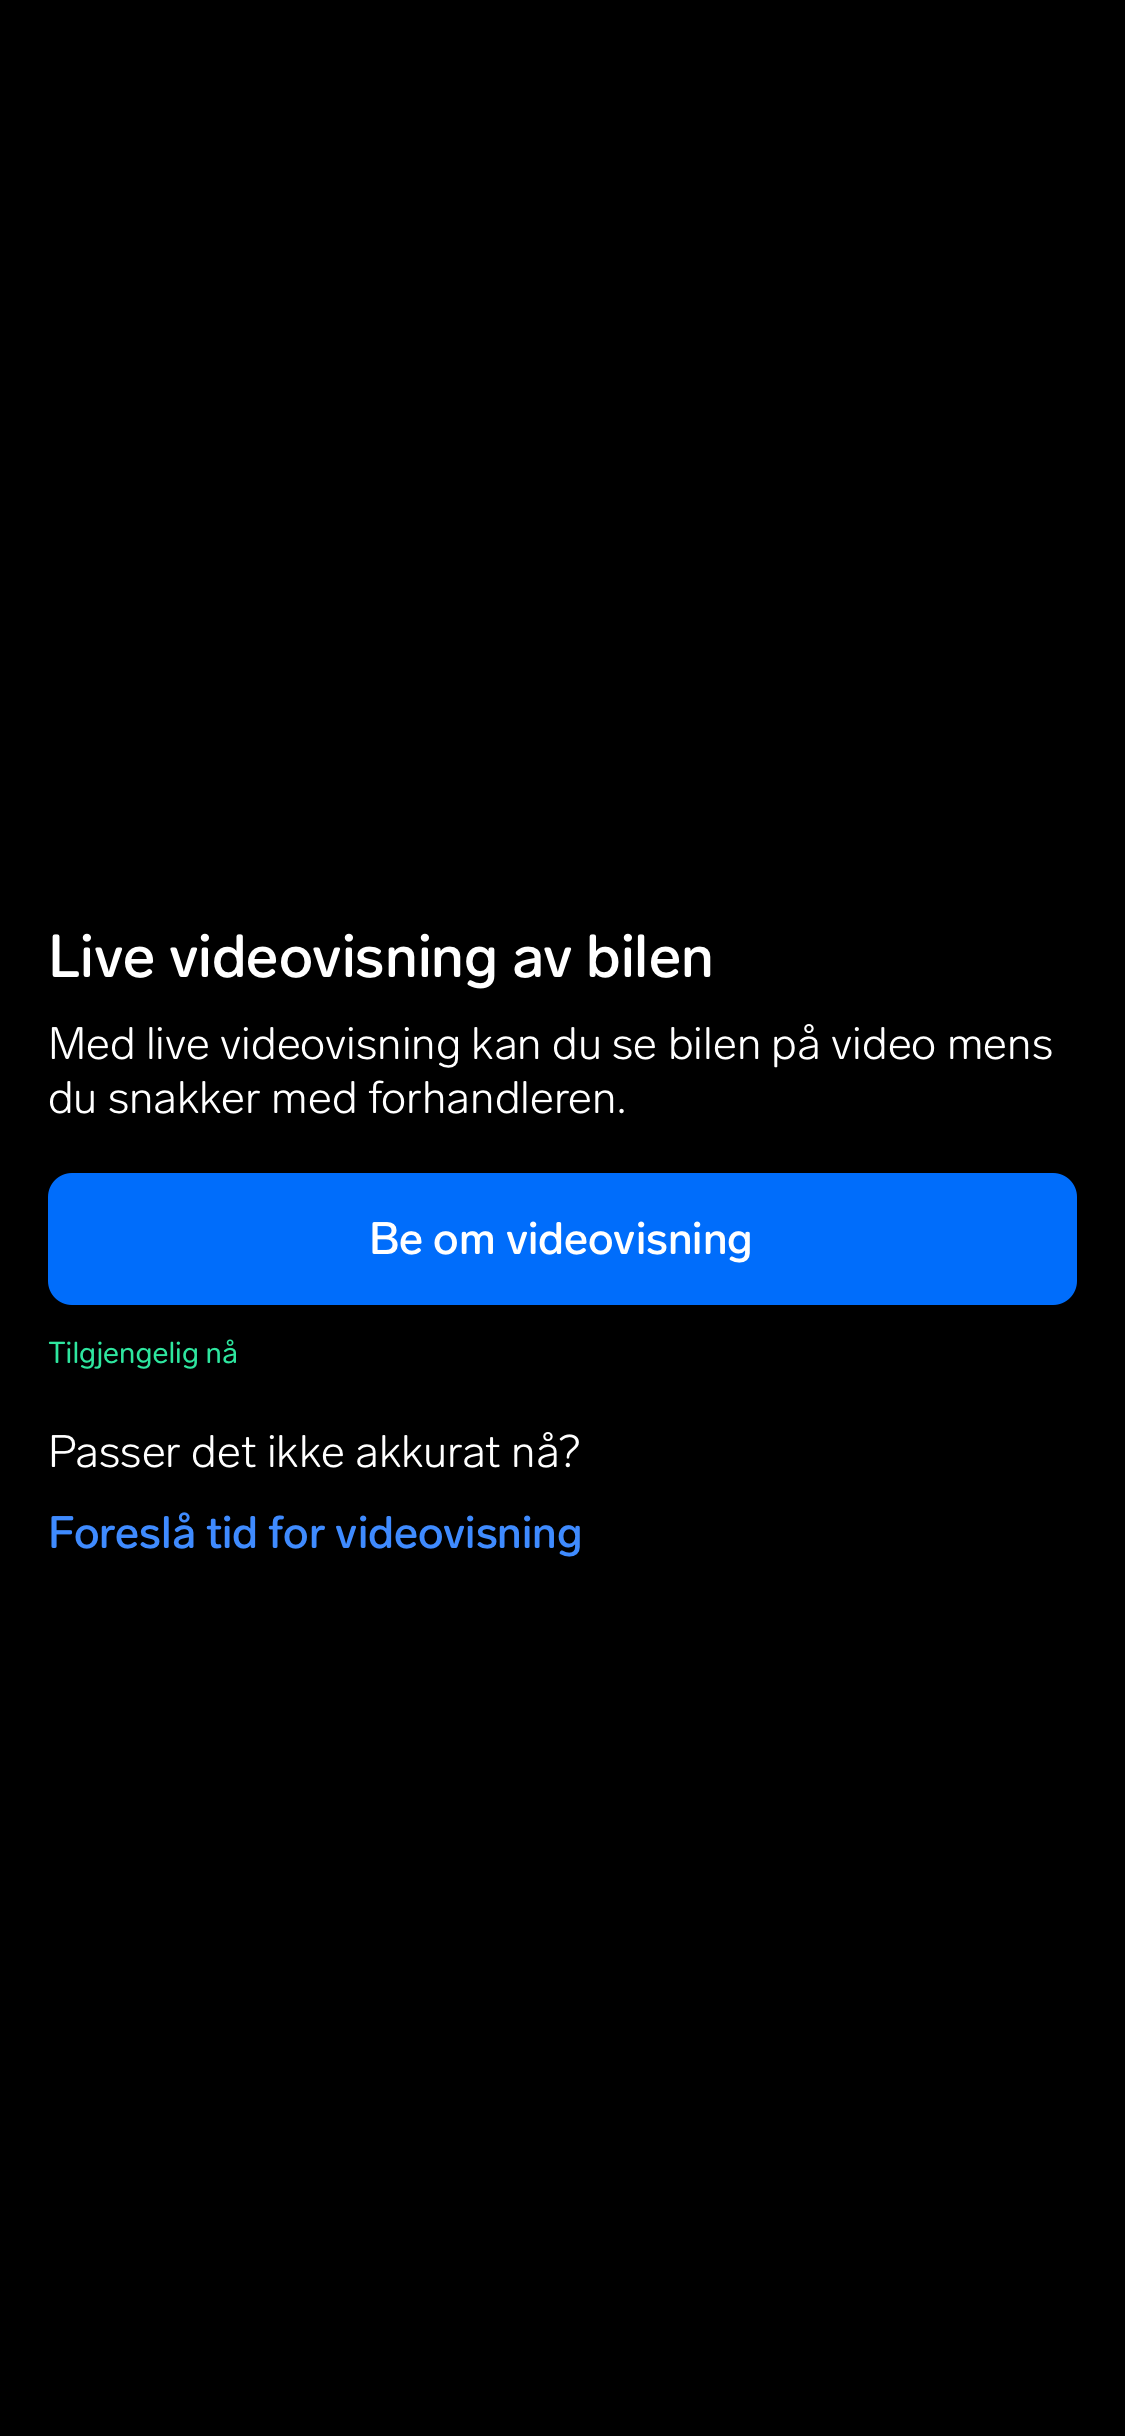 Live videovisning av bilen
Med live videovisning kan du se bilen på video mens
du snakker med forhandleren.
Be om videovisning
Tilgjengelig nå
Passer det ikke akkurat nå?
Foreslå tid for videovisning